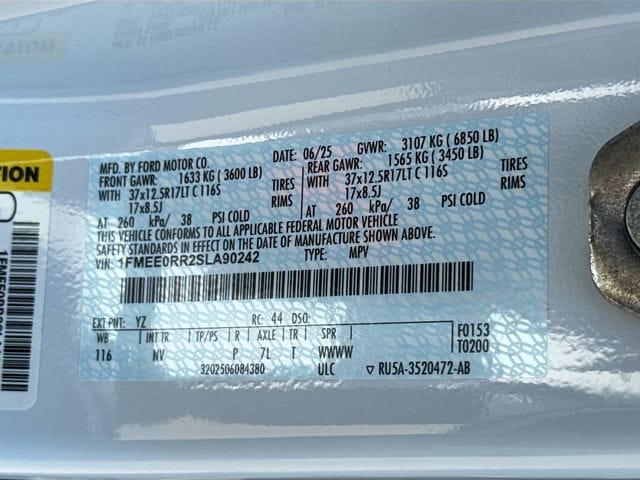 MFD. BY FORD MOTOR CO.
DATE: 06/25 GVWR: 3107 KG ( 6850 LB)
FRONT GAWR: 1633 KG ( 3600 LB)
REAR GAWR: 1565 KG ( 3450 LB)
WITH 37x12.5R17LT C 116S TIRES
WITH 37x12.5R17LT C 116S TIRES
17x8.5J RIMS
17x8.5J RIMS
AT 260 kPa/ 38 PSI COLD
AT 260 kPa/ 38 PSI COLD
THIS VEHICLE CONFORMS TO ALL APPLICABLE FEDERAL MOTOR VEHICLE
SAFETY STANDARDS IN EFFECT ON THE DATE OF MANUFACTURE SHOWN ABOVE.
VIN: 1FMEE0RR2SLA90242 TYPE: MPV
EXT PNT: YZ RC: 44 DSO:
WB INT TR TP/PS R AXLE TR SPR F0153
116 NV P 7L T WWWW T0200
3202506084380 ULC ▽ RU5A-3520472-AB